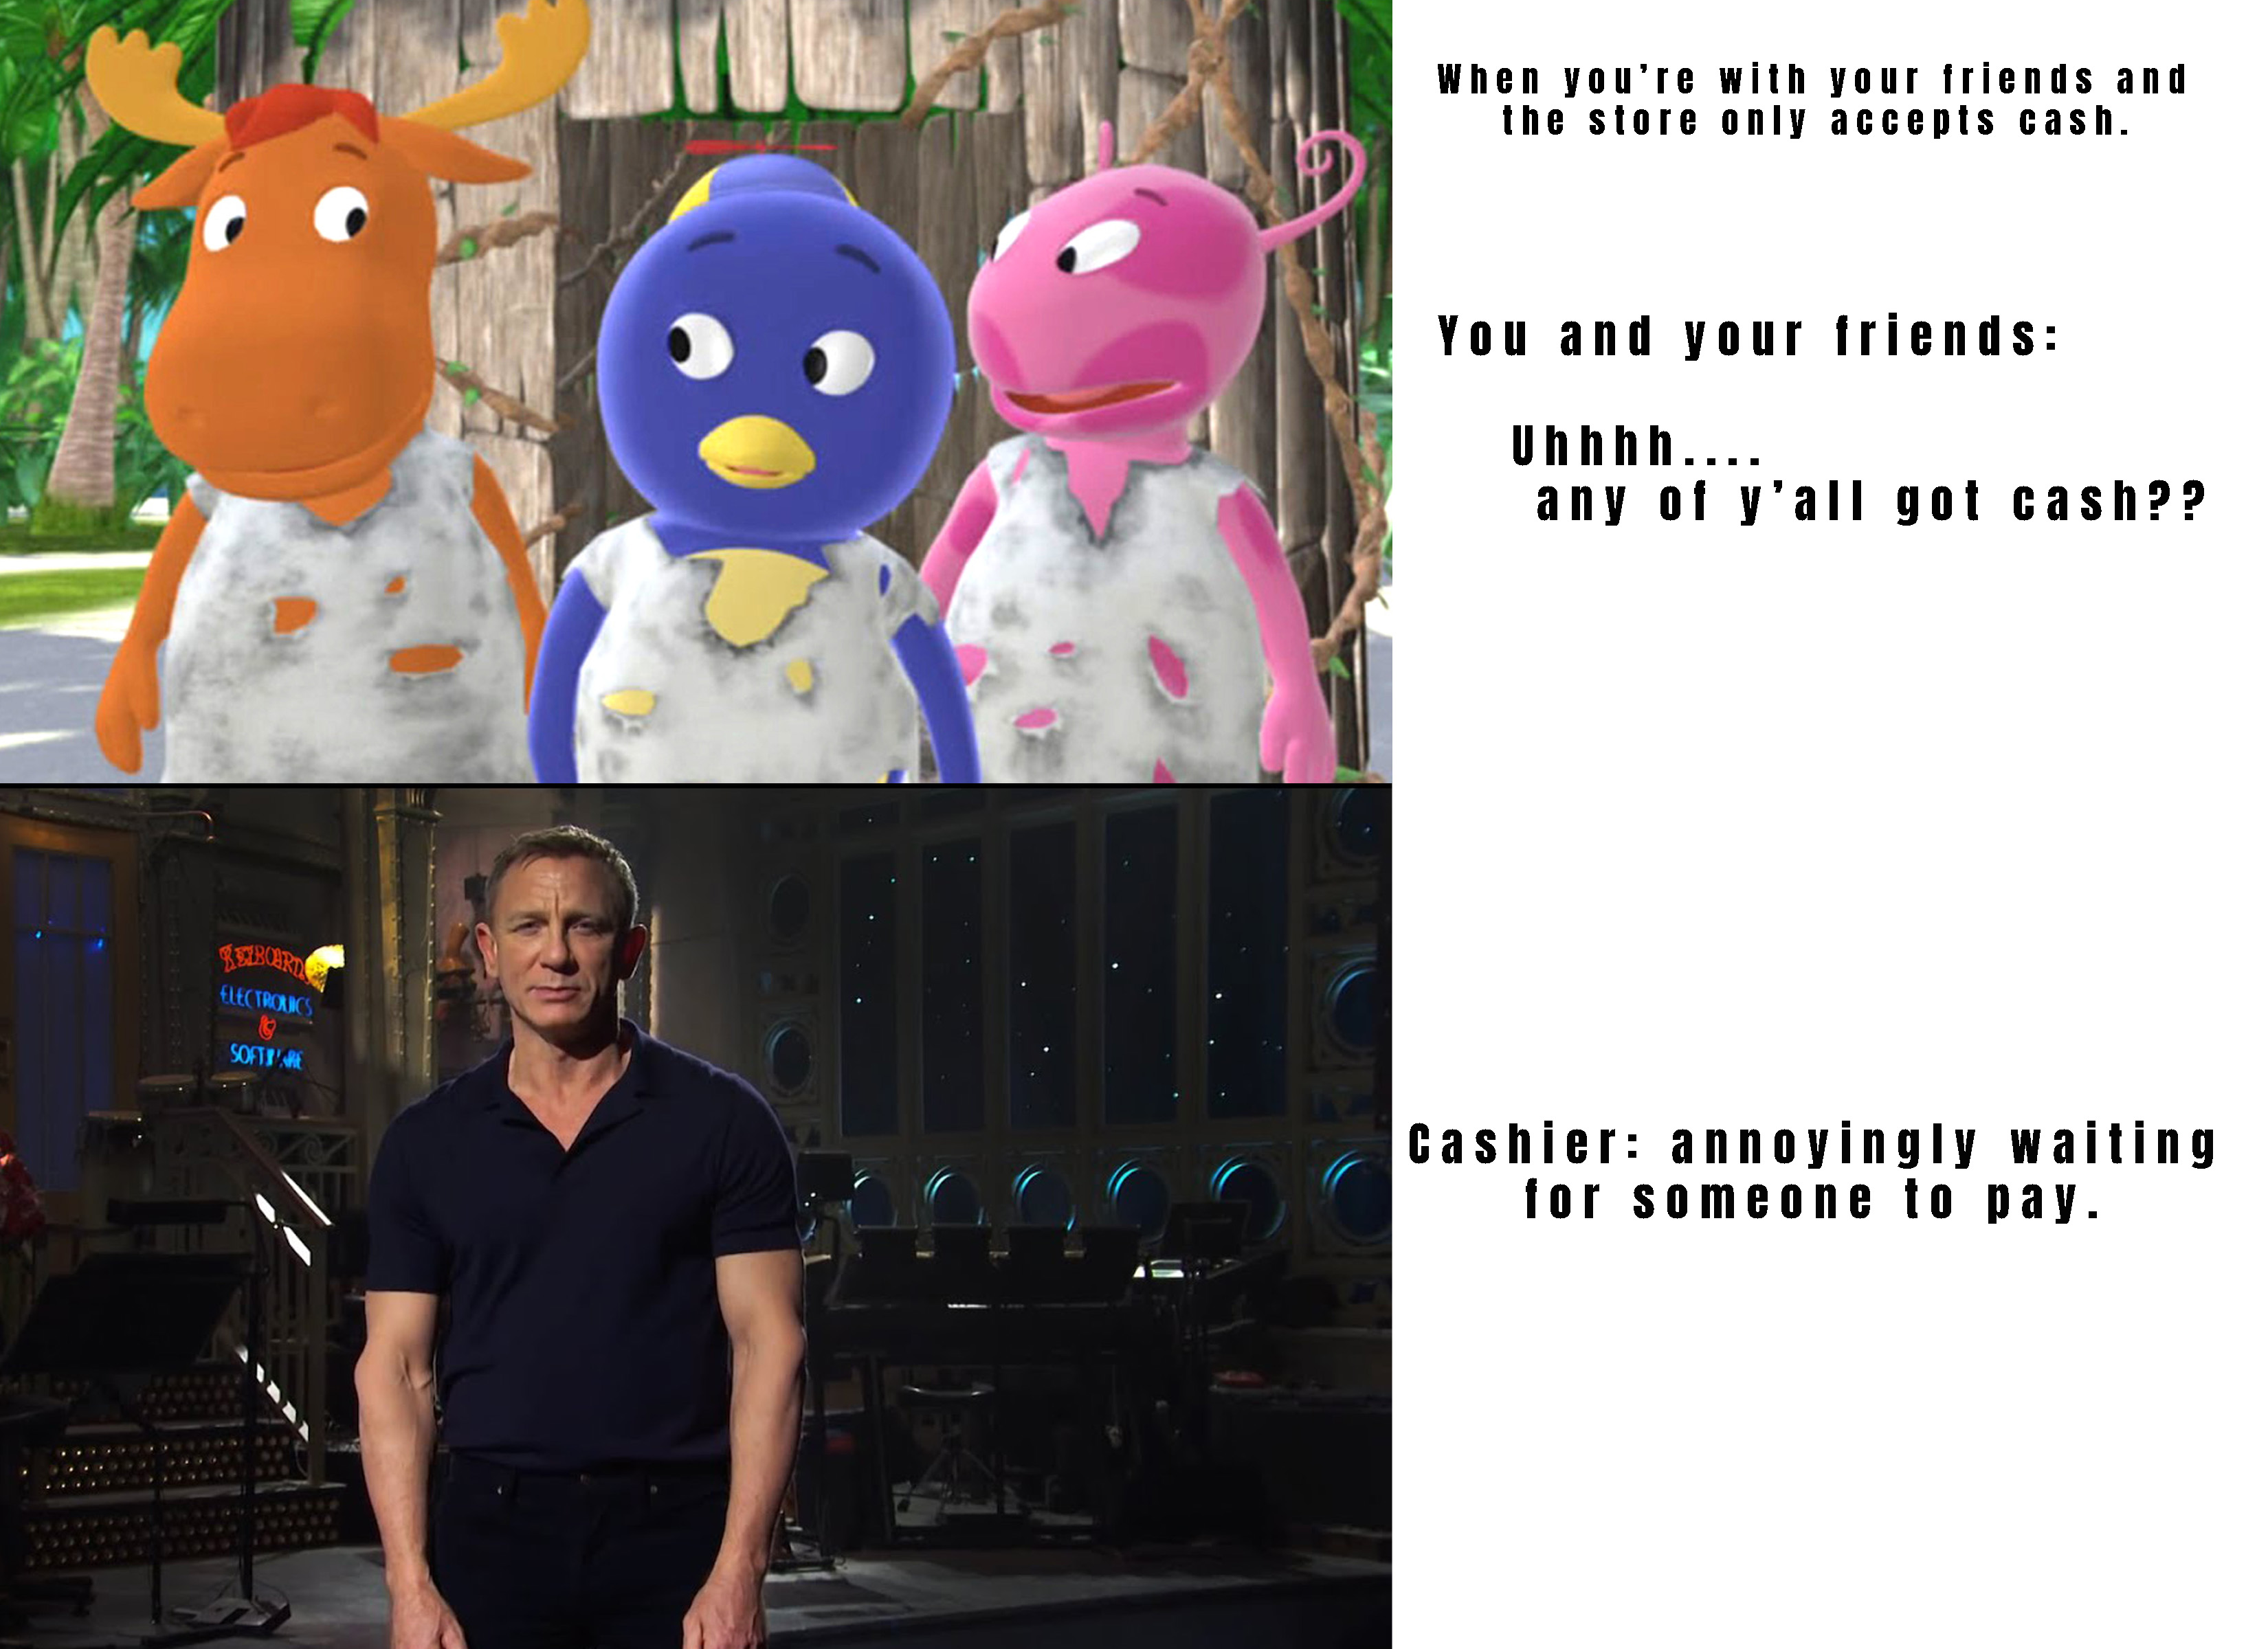 When you're with your friends and
the store only accepts cash.
You and your friends:
Uhhhh....
any of y'all got cash??
KEYBOARDS
ELECTRONICS
&
SOFTWARE
Cashier: annoyingly waiting
for someone to pay.